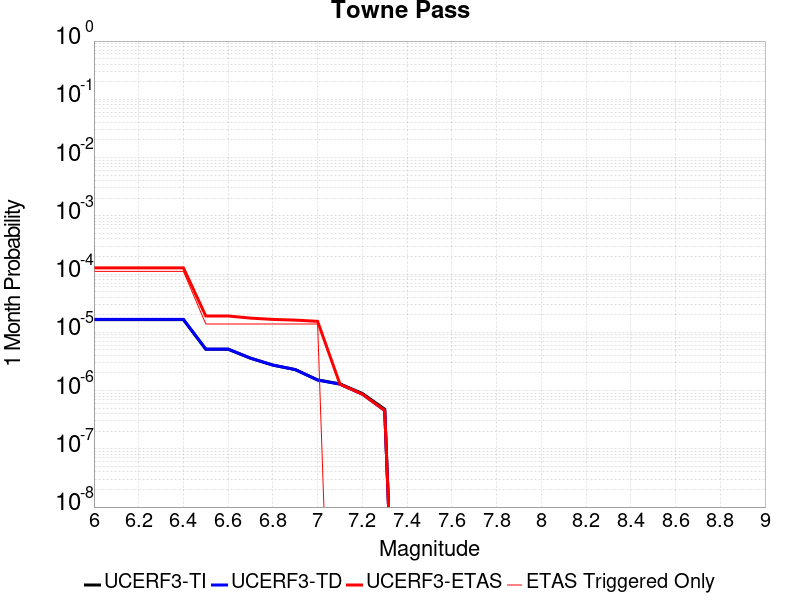 Towne Pass
10^0
10^-1
10^-2
10^-3
10^-4
10^-5
10^-6
10^-7
10^-8
1 Month Probability
6 6.2 6.4 6.6 6.8 7 7.2 7.4 7.6 7.8 8 8.2 8.4 8.6 8.8 9
Magnitude
UCERF3-TI UCERF3-TD UCERF3-ETAS ETAS Triggered Only